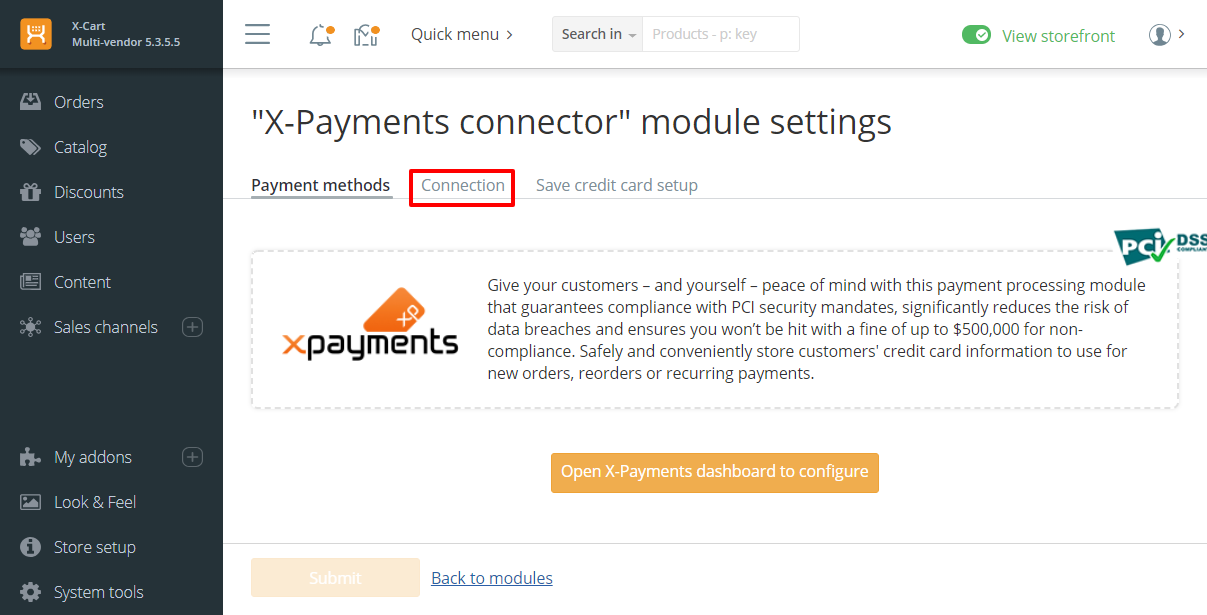 X-Cart
Multi-vendor 5.3.5.5
Quick menu
Search in
Products - p: key
View storefront
Orders
Catalog
Discounts
Users
Content
Sales channels
My addons
Look & Feel
Store setup
System tools
"X-Payments connector" module settings
Payment methods
Connection
Save credit card setup
PCi DSS
COMPLIANT
xpayments
Give your customers – and yourself – peace of mind with this payment processing module
that guarantees compliance with PCI security mandates, significantly reduces the risk of
data breaches and ensures you won’t be hit with a fine of up to $500,000 for non-
compliance. Safely and conveniently store customers' credit card information to use for
new orders, reorders or recurring payments.
Open X-Payments dashboard to configure
Submit
Back to modules